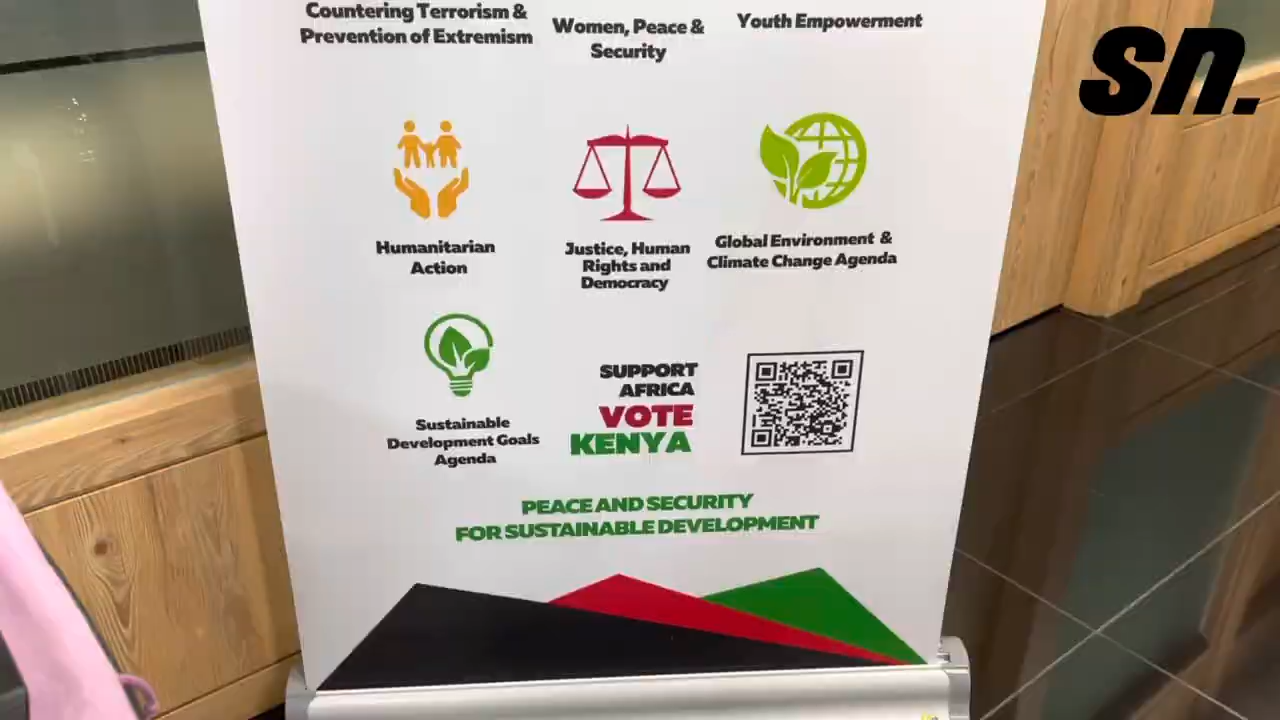 Countering Terrorism &
Prevention of Extremism
Women, Peace &
Security
Youth Empowerment
sn.
Humanitarian
Action
Justice, Human
Rights and
Democracy
Global Environment &
Climate Change Agenda
Sustainable
Development Goals
Agenda
SUPPORT
AFRICA
VOTE
KENYA
PEACE AND SECURITY
FOR SUSTAINABLE DEVELOPMENT